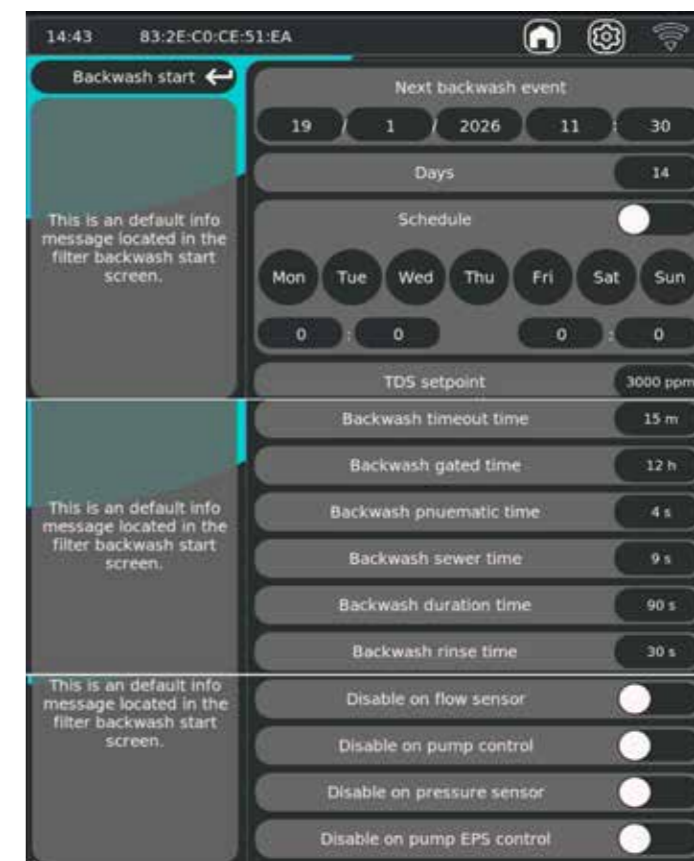 14:43 83:2E:C0:CE:51:EA
Backwash start
This is an default info
message located in the
filter backwash start
screen.
Next backwash event
19 / 1 / 2026 11 : 30
Days 14
Schedule
Mon Tue Wed Thu Fri Sat Sun
0 : 0 0 : 0
TDS setpoint 3000 ppm
This is an default info
message located in the
filter backwash start
screen.
Backwash timeout time 15 m
Backwash gated time 12 h
Backwash pnuematic time 4 s
Backwash sewer time 9 s
Backwash duration time 90 s
Backwash rinse time 30 s
This is an default info
message located in the
filter backwash start
screen.
Disable on flow sensor
Disable on pump control
Disable on pressure sensor
Disable on pump EPS control